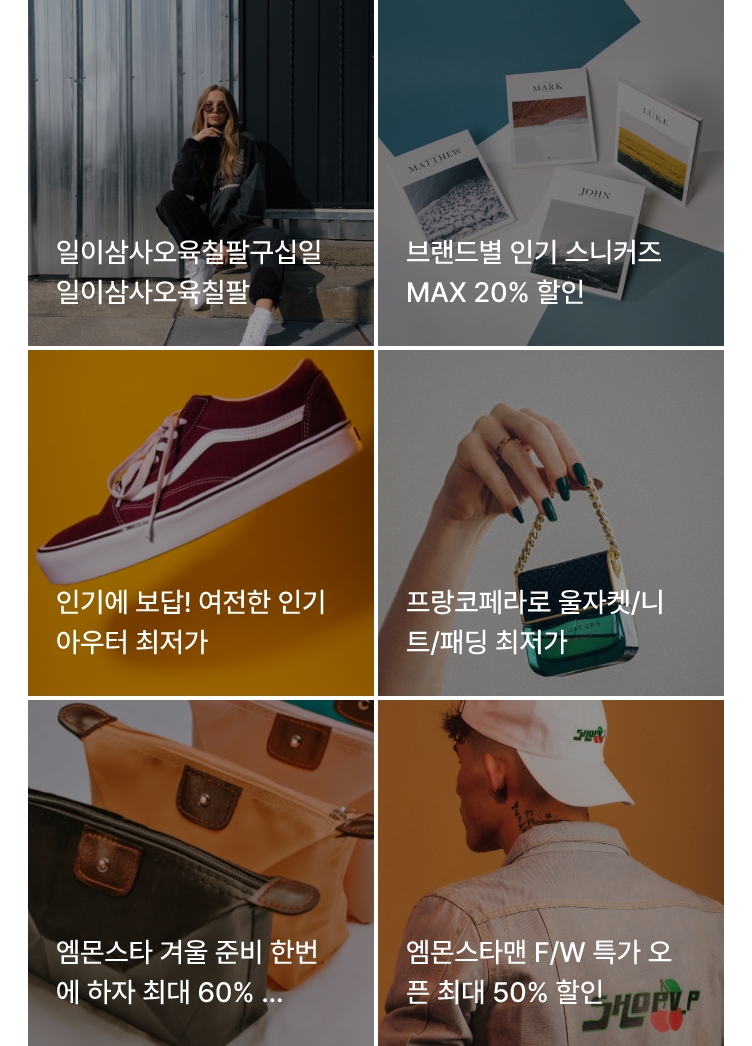 MARK
LUKE
MATTHEW
JOHN
일이삼사오육칠팔구십일
일이삼사오육칠팔
브랜드별 인기 스니커즈
MAX 20% 할인
인기에 보답! 여전한 인기
아우터 최저가
프랑코페라로 울자켓/니
트/패딩 최저가
JACOBS
SHOPVIP
엠몬스타 겨울 준비 한번
에 하자 최대 60% ...
엠몬스타맨 F/W 특가 오
픈 최대 50% 할인